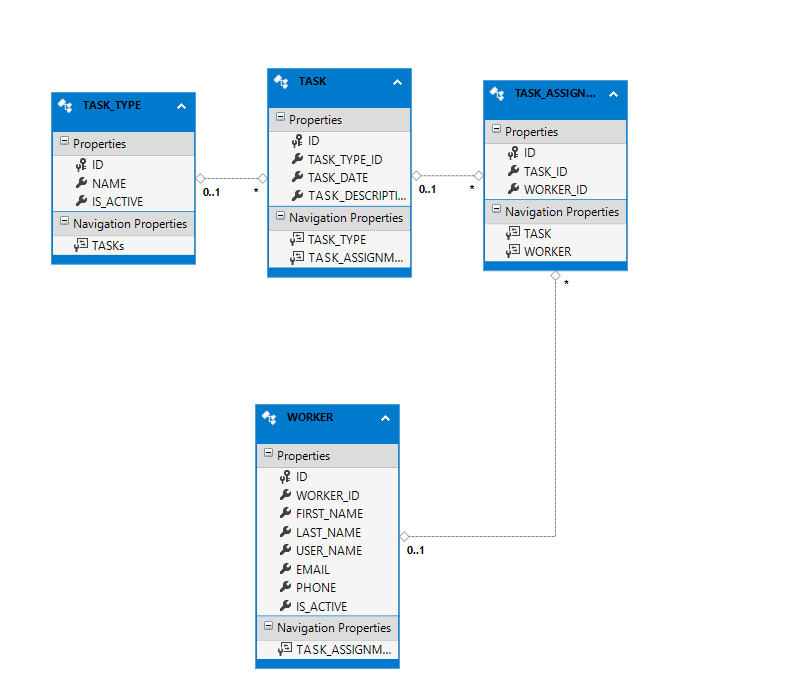 TASK_TYPE
Properties
ID
NAME
IS_ACTIVE
Navigation Properties
TASKs
0..1
*
TASK
Properties
ID
TASK_TYPE_ID
TASK_DATE
TASK_DESCRIPTI...
Navigation Properties
TASK_TYPE
TASK_ASSIGNM...
0..1
*
TASK_ASSIGN...
Properties
ID
TASK_ID
WORKER_ID
Navigation Properties
TASK
WORKER
*
WORKER
Properties
ID
WORKER_ID
FIRST_NAME
LAST_NAME
USER_NAME
EMAIL
PHONE
IS_ACTIVE
Navigation Properties
TASK_ASSIGNM...
0..1